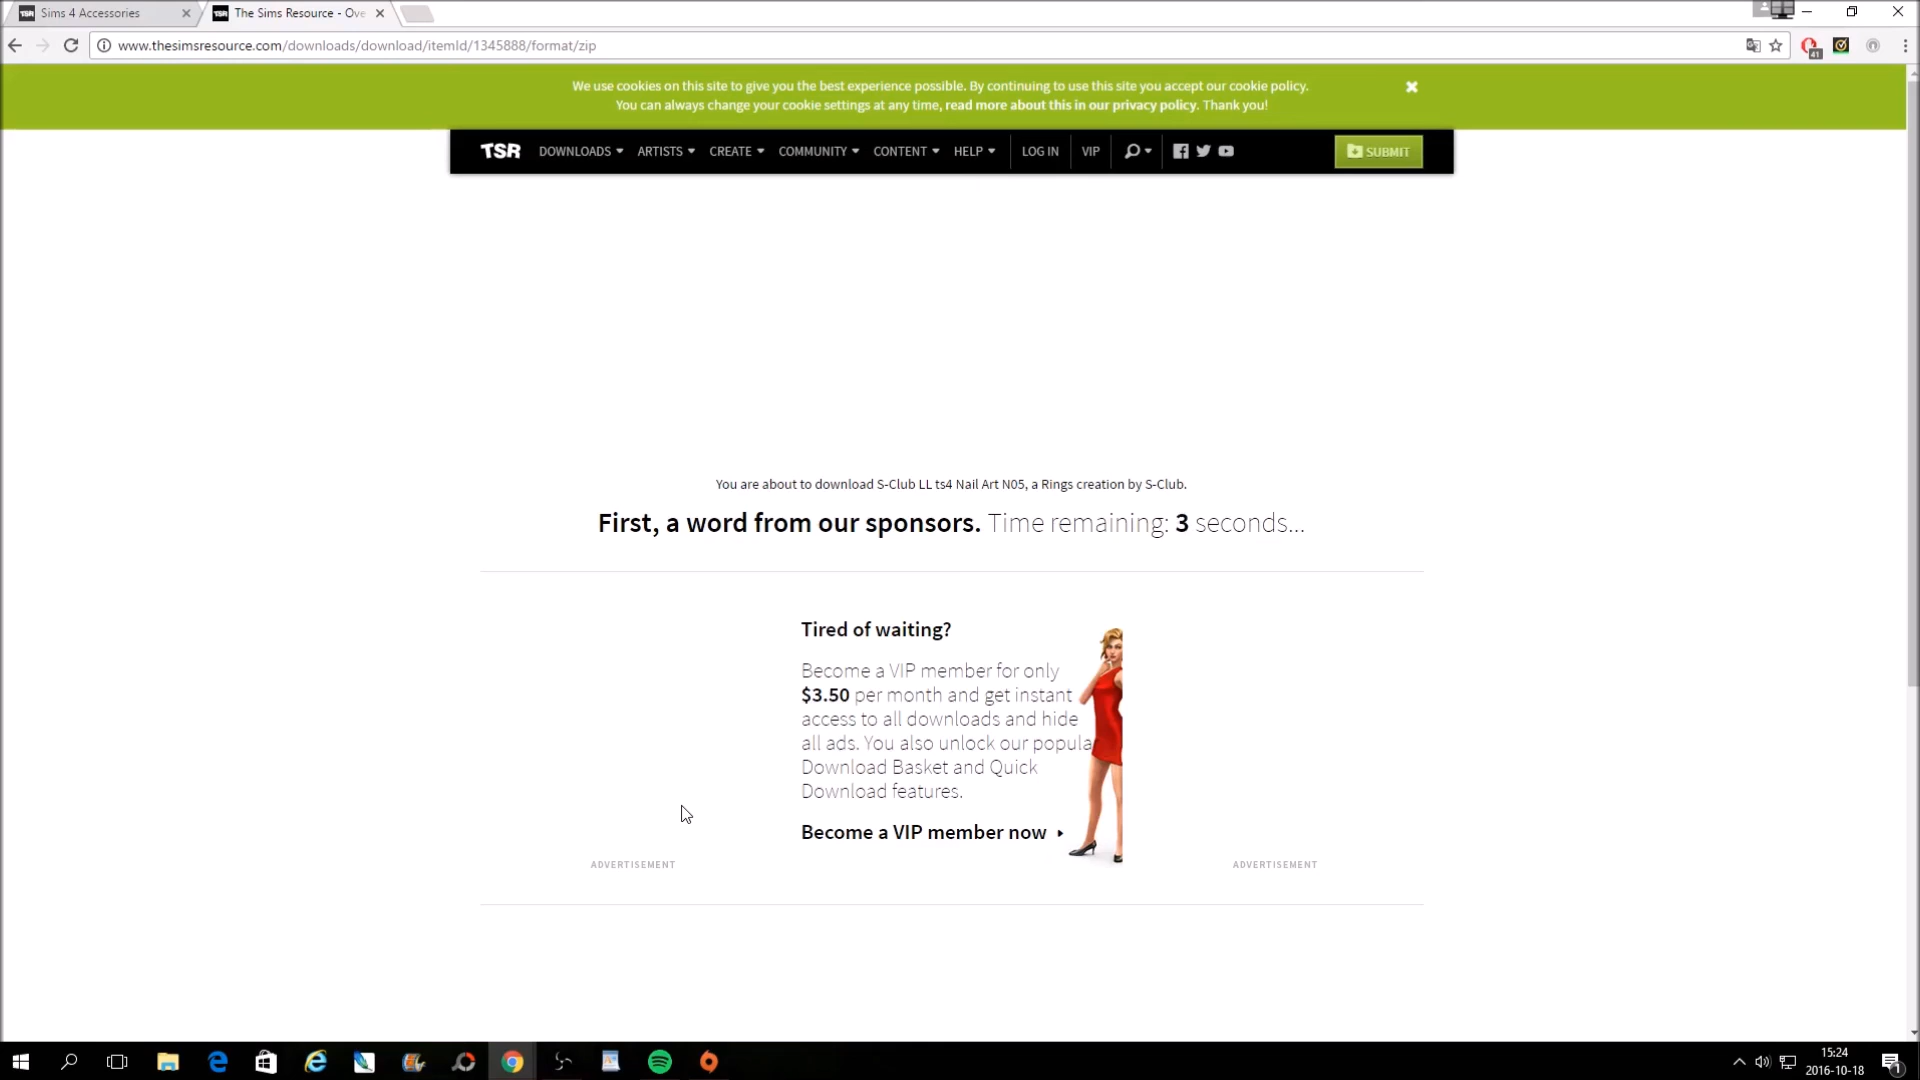 Sims 4 Accessories
The Sims Resource - Ove
www.thesimsresource.com/downloads/download/itemId/1345888/format/zip
41
We use cookies on this site to give you the best experience possible. By continuing to use this site you accept our cookie policy.
You can always change your cookie settings at any time, read more about this in our privacy policy. Thank you!
TSR DOWNLOADS ARTISTS CREATE COMMUNITY CONTENT HELP LOG IN VIP SUBMIT
You are about to download S-Club LL ts4 Nail Art N05, a Rings creation by S-Club.
First, a word from our sponsors. Time remaining: 3 seconds...
Tired of waiting?
Become a VIP member for only
$3.50 per month and get instant
access to all downloads and hide
all ads. You also unlock our popula
Download Basket and Quick
Download features.
Become a VIP member now
ADVERTISEMENT
ADVERTISEMENT
15:24
2016-10-18
1